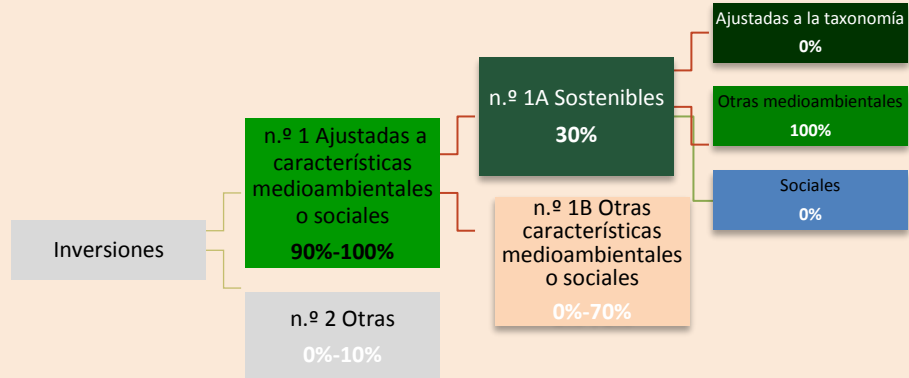 Inversiones
n.º 1 Ajustadas a
características
medioambientales
o sociales
90%-100%
n.º 2 Otras
0%-10%
n.º 1A Sostenibles
30%
n.º 1B Otras
características
medioambientales
o sociales
0%-70%
Ajustadas a la taxonomía
0%
Otras medioambientales
100%
Sociales
0%